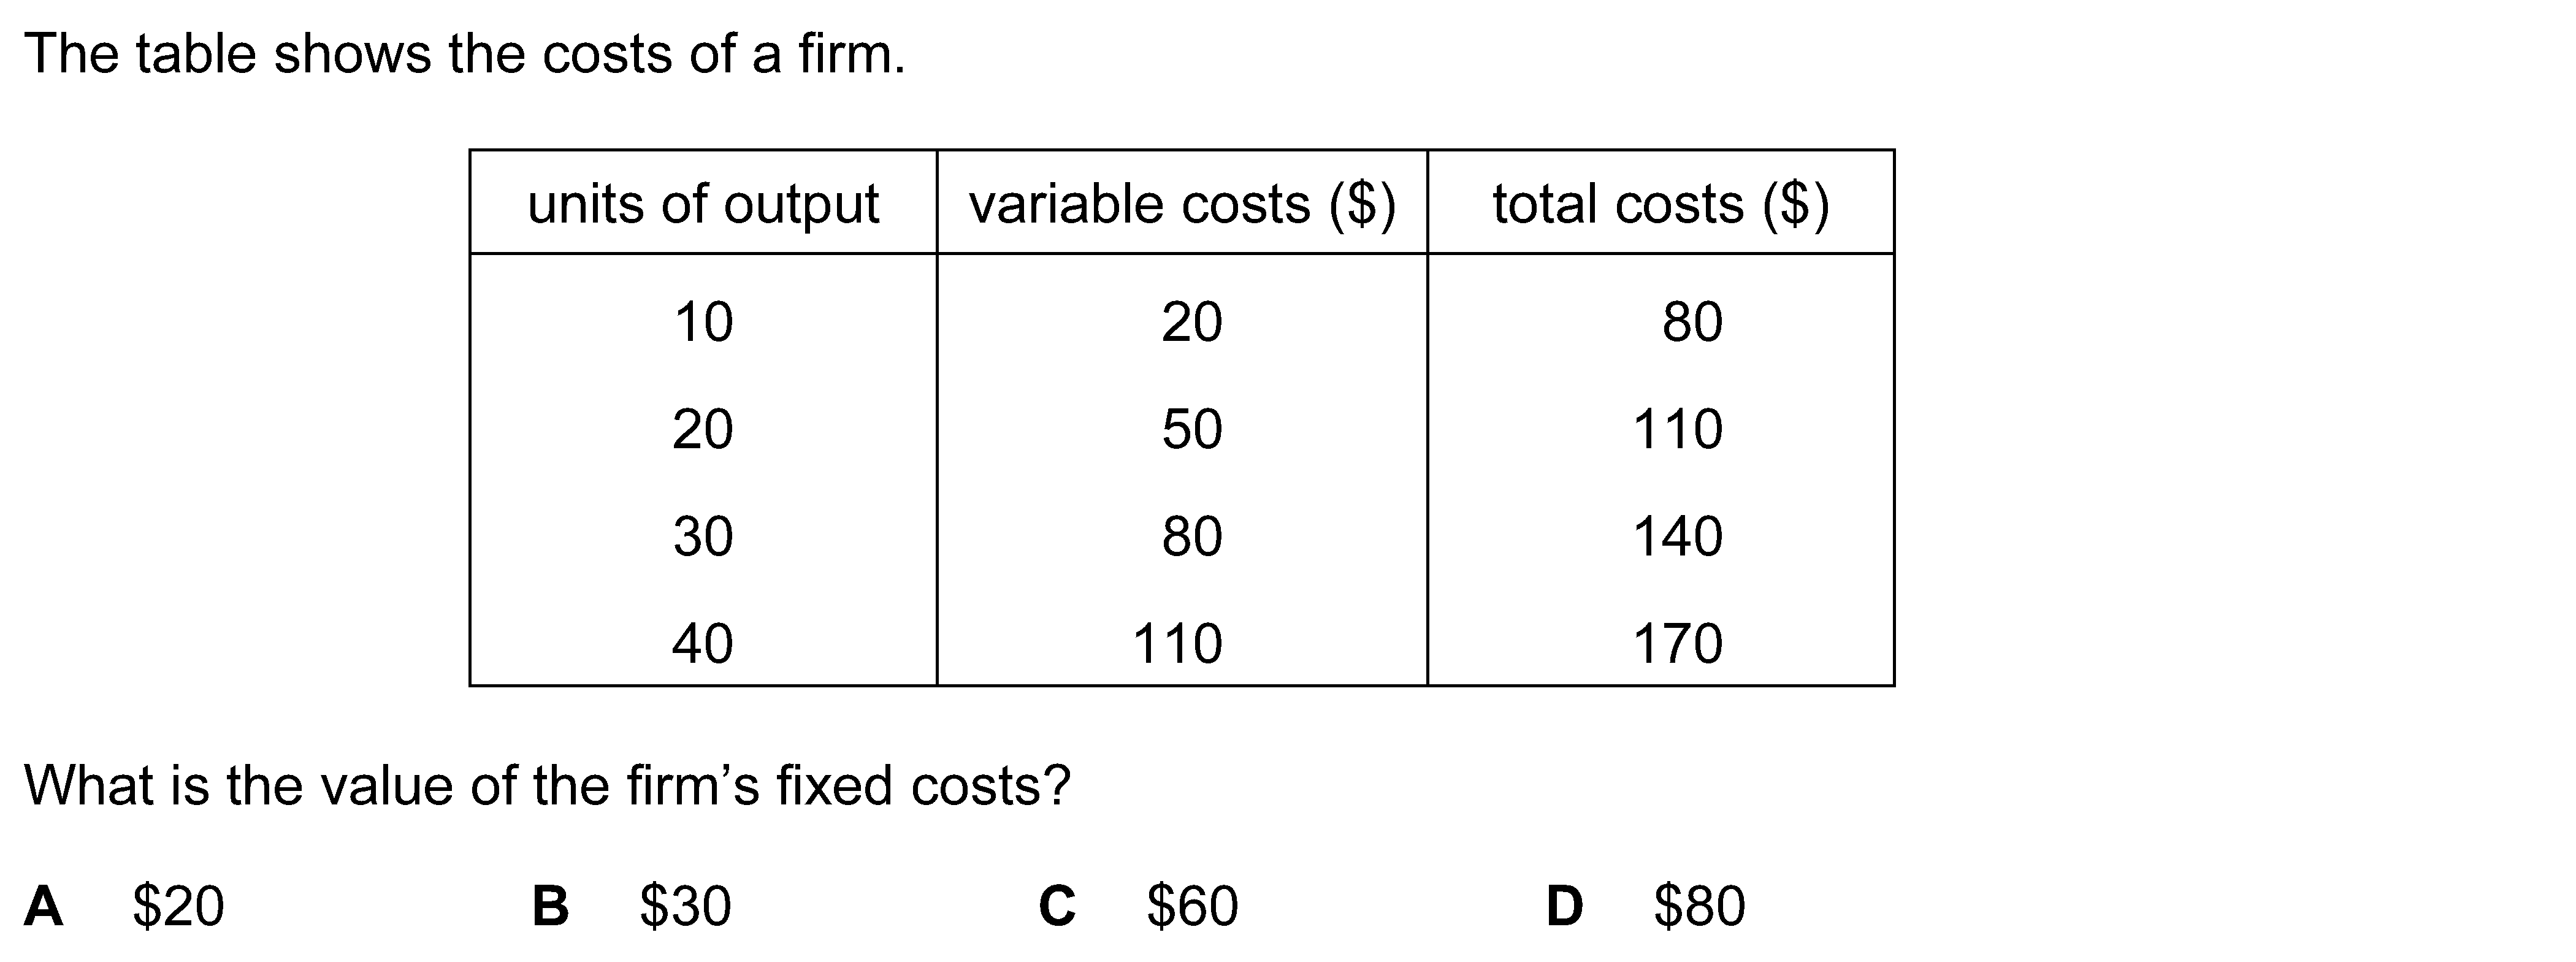 The table shows the costs of a firm.
units of output variable costs ($) total costs ($)
10 20 80
20 50 110
30 80 140
40 110 170
What is the value of the firm’s fixed costs?
A $20 B $30 C $60 D $80